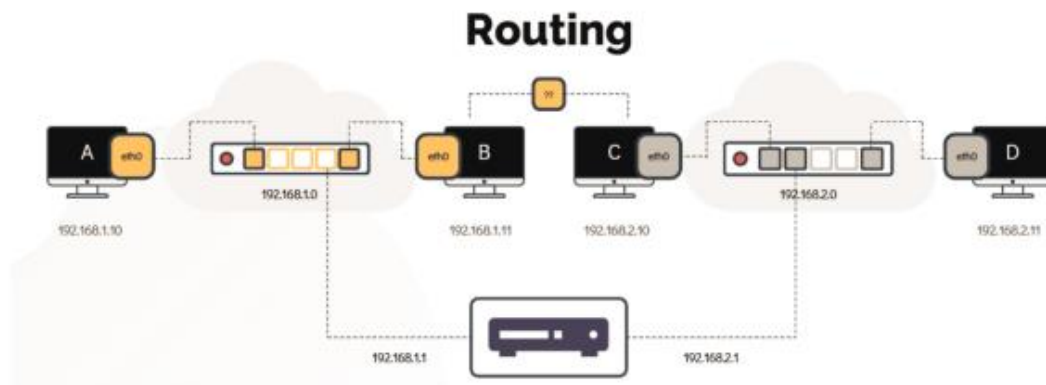 Routing
??
A
eth0
eth0
B
C
eth0
eth0
D
192.168.1.0
192.168.2.0
192.168.1.10
192.168.1.11
192.168.2.10
192.168.2.11
192.168.1.1
192.168.2.1